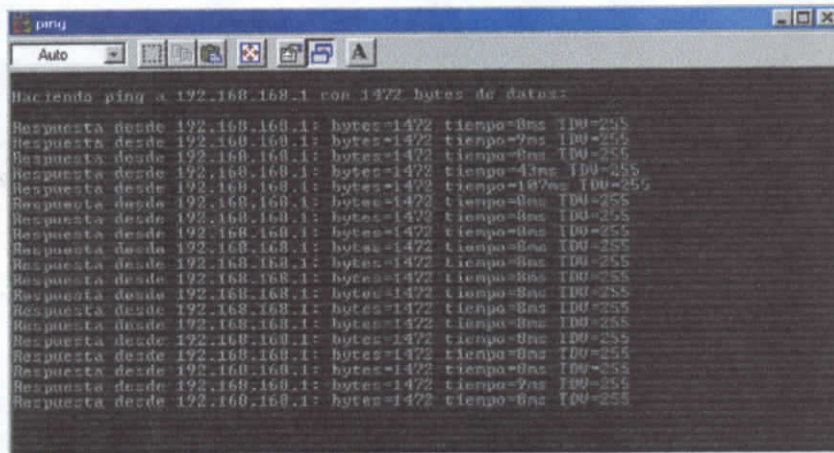 ping
Auto
A
Haciendo ping a 192.168.168.1 con 1472 bytes de datos:
Respuesta desde 192.168.168.1: bytes=1472 tiempo=8ms TDV=255
Respuesta desde 192.168.168.1: bytes=1472 tiempo=9ms TDV=255
Respuesta desde 192.168.168.1: bytes=1472 tiempo=8ms TDV=255
Respuesta desde 192.168.168.1: bytes=1472 tiempo=43ms TDV=255
Respuesta desde 192.168.168.1: bytes=1472 tiempo=107ms TDV=255
Respuesta desde 192.168.168.1: bytes=1472 tiempo=8ms TDV=255
Respuesta desde 192.168.168.1: bytes=1472 tiempo=8ms TDV=255
Respuesta desde 192.168.168.1: bytes=1472 tiempo=8ms TDV=255
Respuesta desde 192.168.168.1: bytes=1472 tiempo=8ms TDV=255
Respuesta desde 192.168.168.1: bytes=1472 tiempo=8ms TDV=255
Respuesta desde 192.168.168.1: bytes=1472 tiempo=8ms TDV=255
Respuesta desde 192.168.168.1: bytes=1472 tiempo=8ms TDV=255
Respuesta desde 192.168.168.1: bytes=1472 tiempo=8ms TDV=255
Respuesta desde 192.168.168.1: bytes=1472 tiempo=8ms TDV=255
Respuesta desde 192.168.168.1: bytes=1472 tiempo=8ms TDV=255
Respuesta desde 192.168.168.1: bytes=1472 tiempo=8ms TDV=255
Respuesta desde 192.168.168.1: bytes=1472 tiempo=9ms TDV=255
Respuesta desde 192.168.168.1: bytes=1472 tiempo=8ms TDV=255